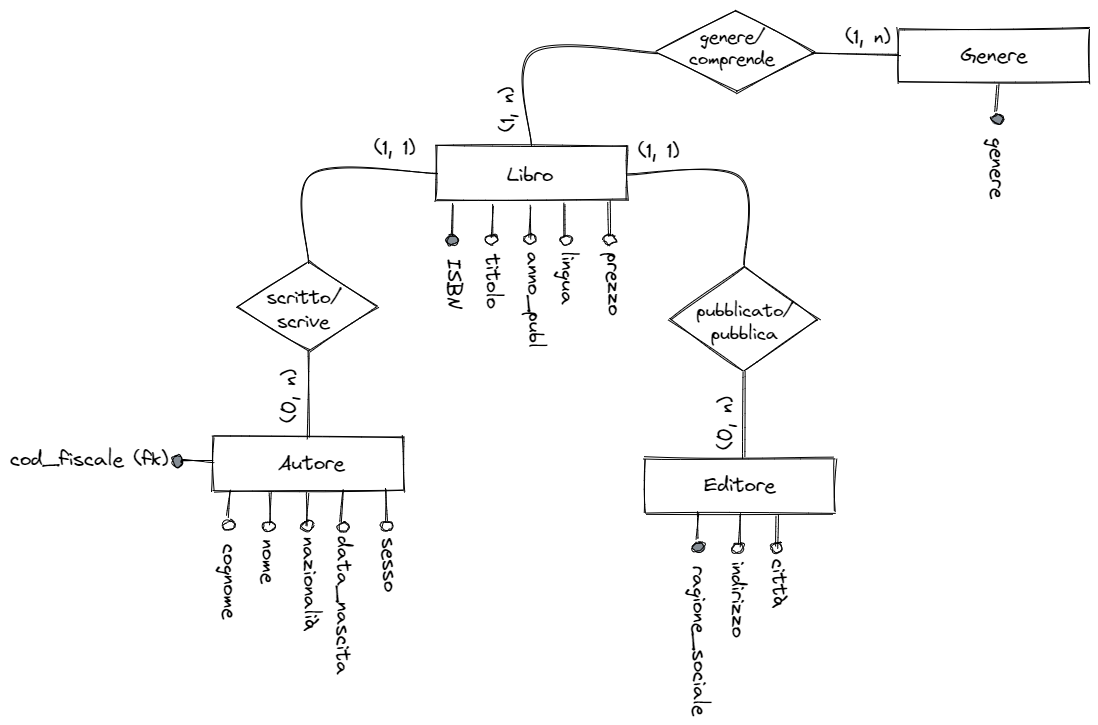 genere/
comprende
(1, n)
Genere
genere
(1, n)
(1, 1)
Libro
(1, 1)
ISBN
titolo
anno_publ
lingua
prezzo
scritto/
scrive
pubblicato/
pubblica
(0, n)
(0, n)
cod_fiscale (fk)
Autore
Editore
cognome
nome
nazionalià
data_nascita
sesso
ragione_sociale
indirizzo
città